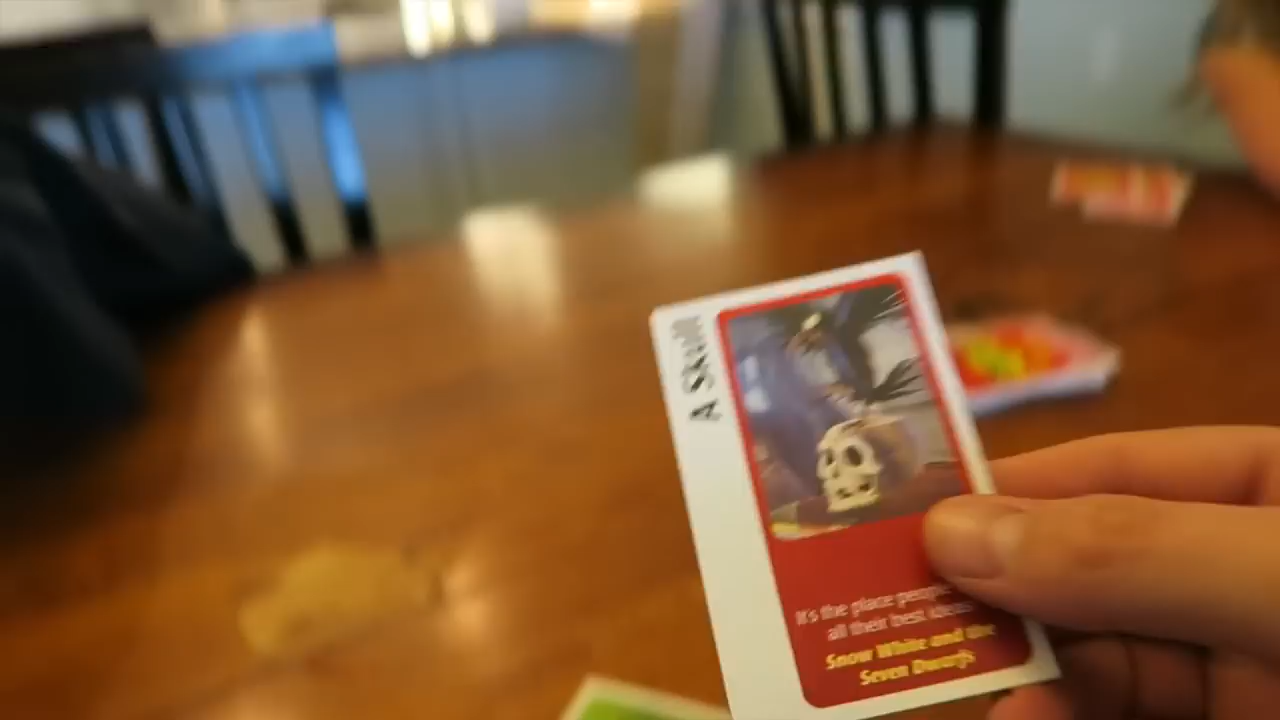 A Skull
It's the place people
all their best ideas
Snow White and the
Seven Dwarfs